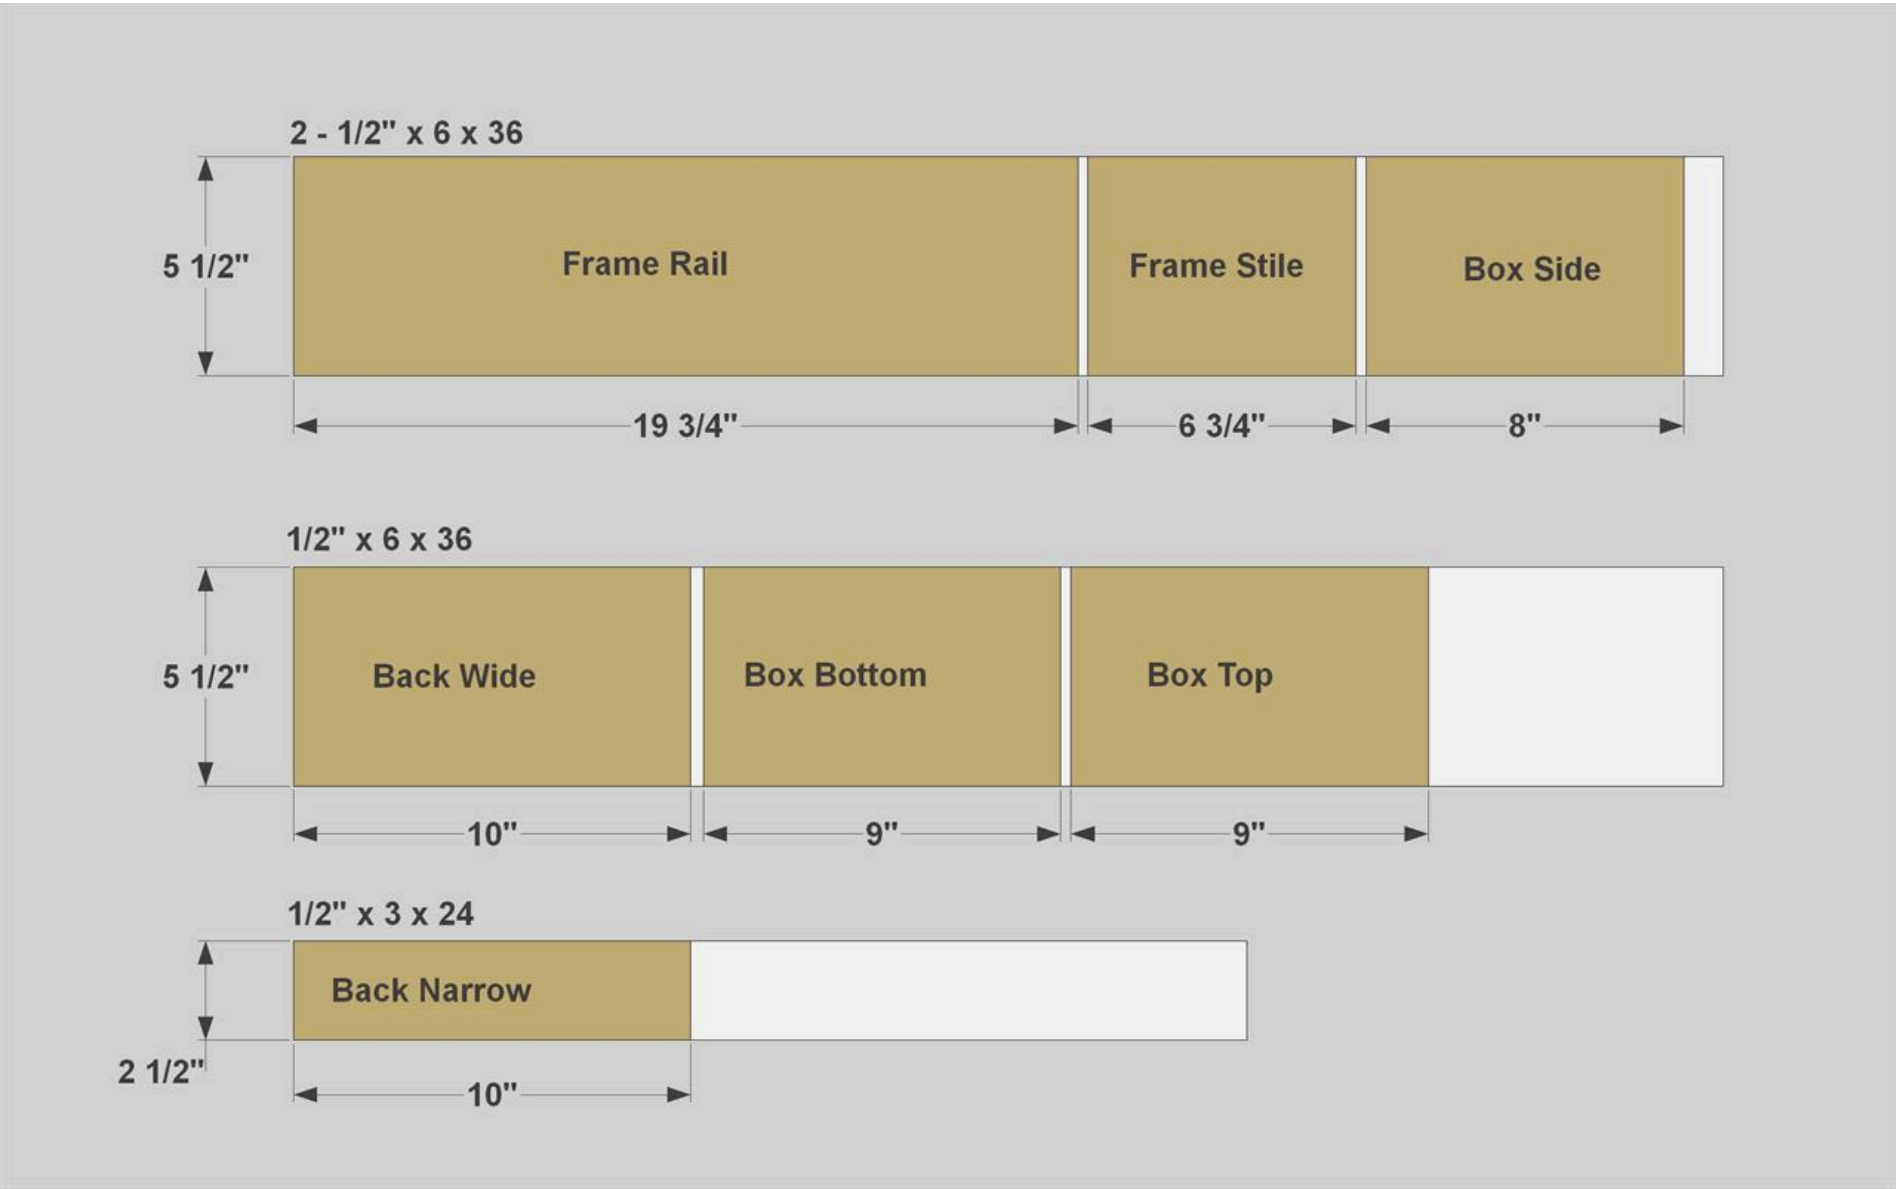 2 - 1/2" x 6 x 36
5 1/2"
Frame Rail
Frame Stile
Box Side
19 3/4"
6 3/4"
8"
1/2" x 6 x 36
5 1/2"
Back Wide
Box Bottom
Box Top
10"
9"
9"
1/2" x 3 x 24
Back Narrow
2 1/2"
10"